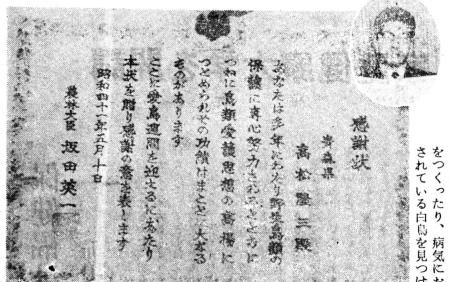 感謝状
青森県
高松隆三殿
あなたは多年にわたり野生鳥類の
保護に専心努力されるとともに
つねに鳥類愛護思想の高揚に
つとめられその功績はまことに大なる
ものがあります
ここに愛鳥週間を迎えるにあたり
本状を贈り感謝の意を表します
昭和四十一年五月十日
農林大臣 坂田英一
をつくったり、病気にお
されている白鳥を見つけ